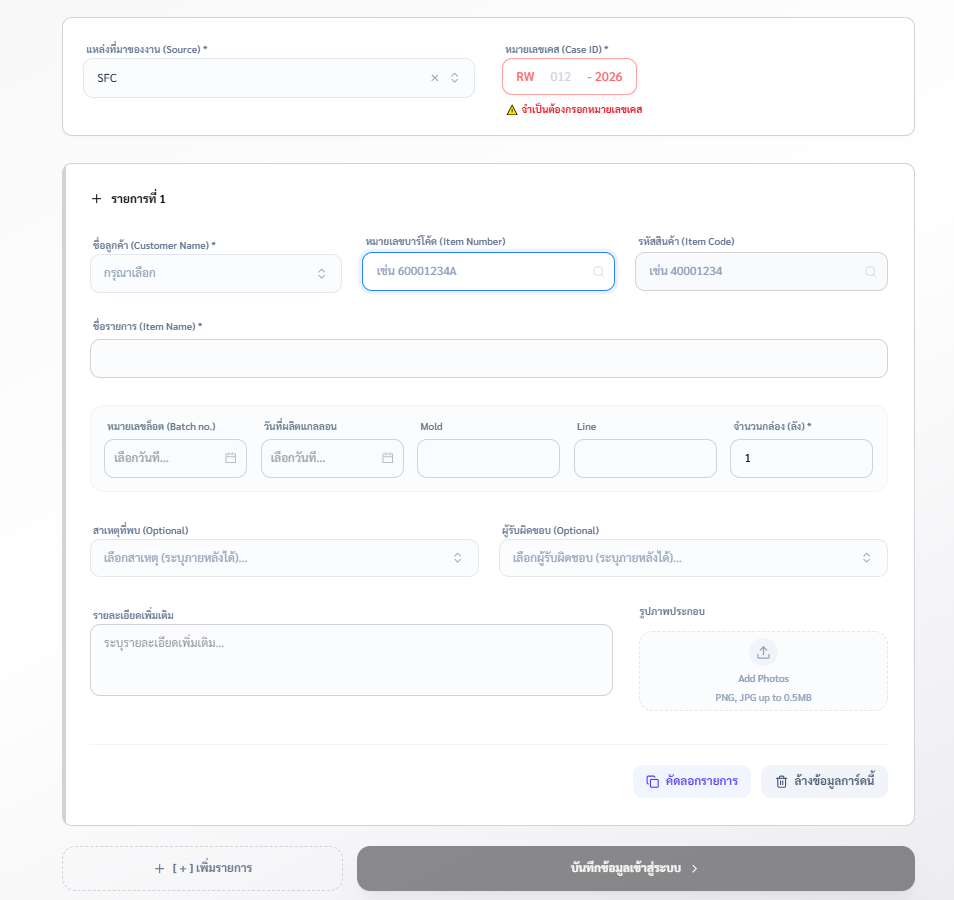 แหล่งที่มาของงาน (Source) *
หมายเลขเคส (Case ID) *
SFC
RW 012 - 2026
จำเป็นต้องกรอกหมายเลขเคส
รายการที่ 1
ชื่อลูกค้า (Customer Name) *
หมายเลขบาร์โค้ด (Item Number)
รหัสสินค้า (Item Code)
กรุณาเลือก
เช่น 60001234A
เช่น 40001234
ชื่อรายการ (Item Name) *
หมายเลขล็อต (Batch no.)
วันที่ผลิตแกลลอน
Mold
Line
จำนวนกล่อง (ลัง) *
เลือกวันที่...
เลือกวันที่...
1
สาเหตุที่พบ (Optional)
ผู้รับผิดชอบ (Optional)
เลือกสาเหตุ (ระบุภายหลังได้)...
เลือกผู้รับผิดชอบ (ระบุภายหลังได้)...
รายละเอียดเพิ่มเติม
รูปภาพประกอบ
ระบุรายละเอียดเพิ่มเติม...
Add Photos
PNG, JPG up to 0.5MB
คัดลอกรายการ
ล้างข้อมูลการ์ดนี้
[ + ] เพิ่มรายการ
บันทึกข้อมูลเข้าสู่ระบบ